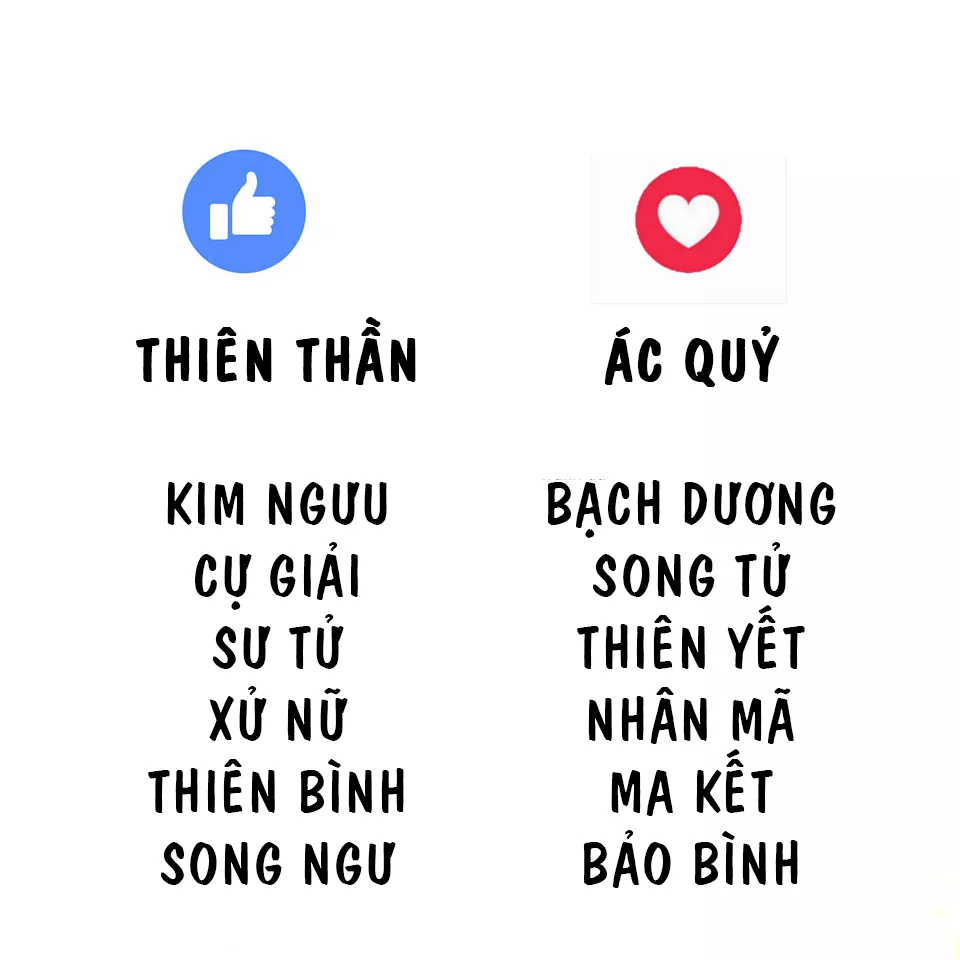 THIÊN THẦN
KIM NGƯU
CỰ GIẢI
SƯ TỬ
XỬ NỮ
THIÊN BÌNH
SONG NGƯ
ÁC QUỶ
BẠCH DƯƠNG
SONG TỬ
THIÊN YẾT
NHÂN MÃ
MA KẾT
BẢO BÌNH